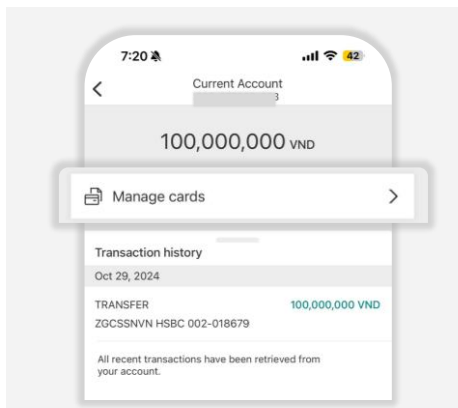 7:20
42
Current Account
100,000,000 VND
Manage cards
Transaction history
Oct 29, 2024
TRANSFER 100,000,000 VND
ZGCSSNVN HSBC 002-018679
All recent transactions have been retrieved from
your account.